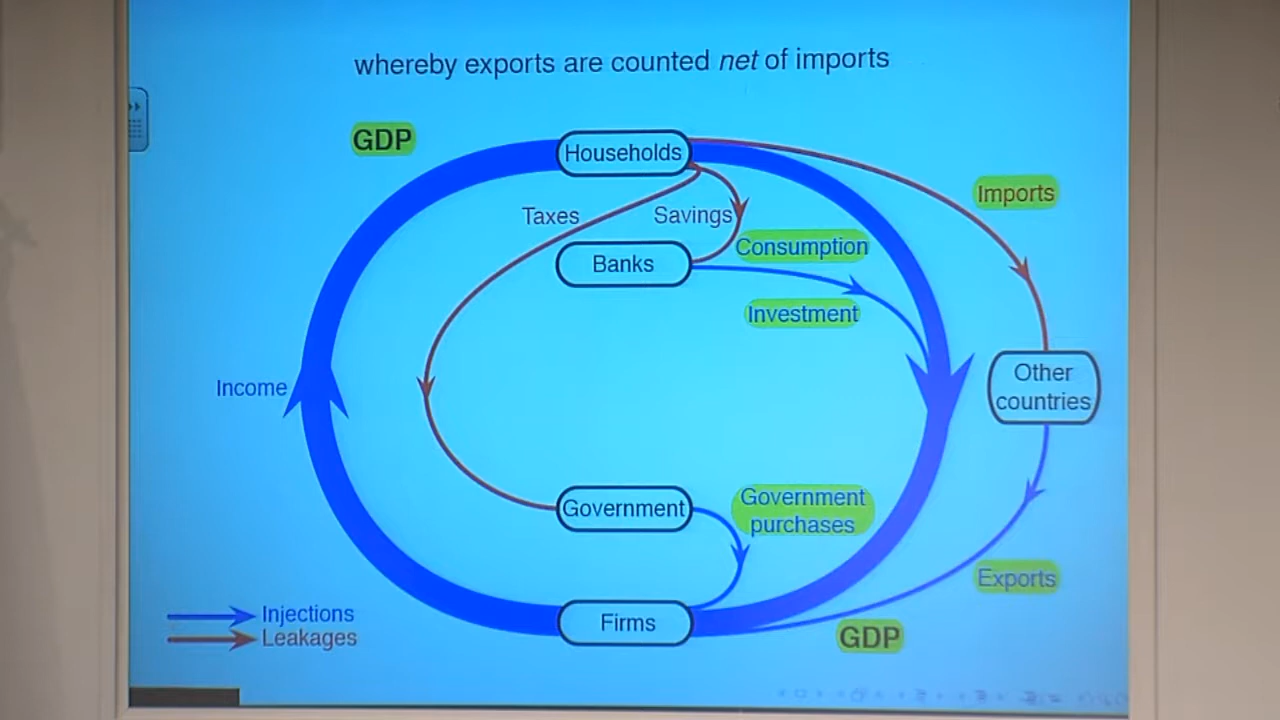 whereby exports are counted net of imports
GDP
Households
Imports
Taxes
Savings
Consumption
Banks
Investment
Income
Other
countries
Government
Government
purchases
Exports
Injections
Firms
Leakages
GDP